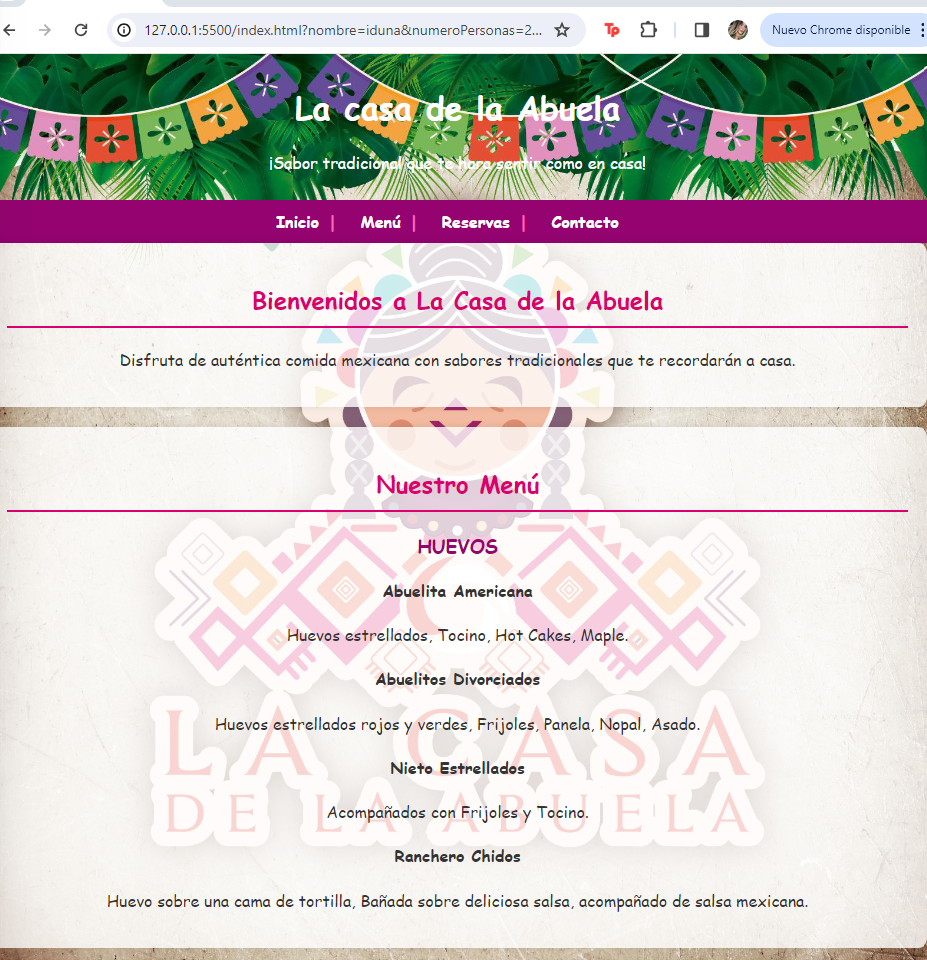 127.0.0.1:5500/index.html?nombre=iduna&numeroPersonas=2...
Tp
Nuevo Chrome disponible
La casa de la Abuela
¡Sabor tradicional que te hara sentir como en casa!
Inicio | Menú | Reservas | Contacto
Bienvenidos a La Casa de la Abuela
Disfruta de auténtica comida mexicana con sabores tradicionales que te recordarán a casa.
Nuestro Menú
HUEVOS
Abuelita Americana
Huevos estrellados, Tocino, Hot Cakes, Maple.
Abuelitos Divorciados
Huevos estrellados rojos y verdes, Frijoles, Panela, Nopal, Asado.
LA CASA
Nieto Estrellados
DE LA ABUELA
Acompañados con Frijoles y Tocino.
Ranchero Chidos
Huevo sobre una cama de tortilla, Bañada sobre deliciosa salsa, acompañado de salsa mexicana.